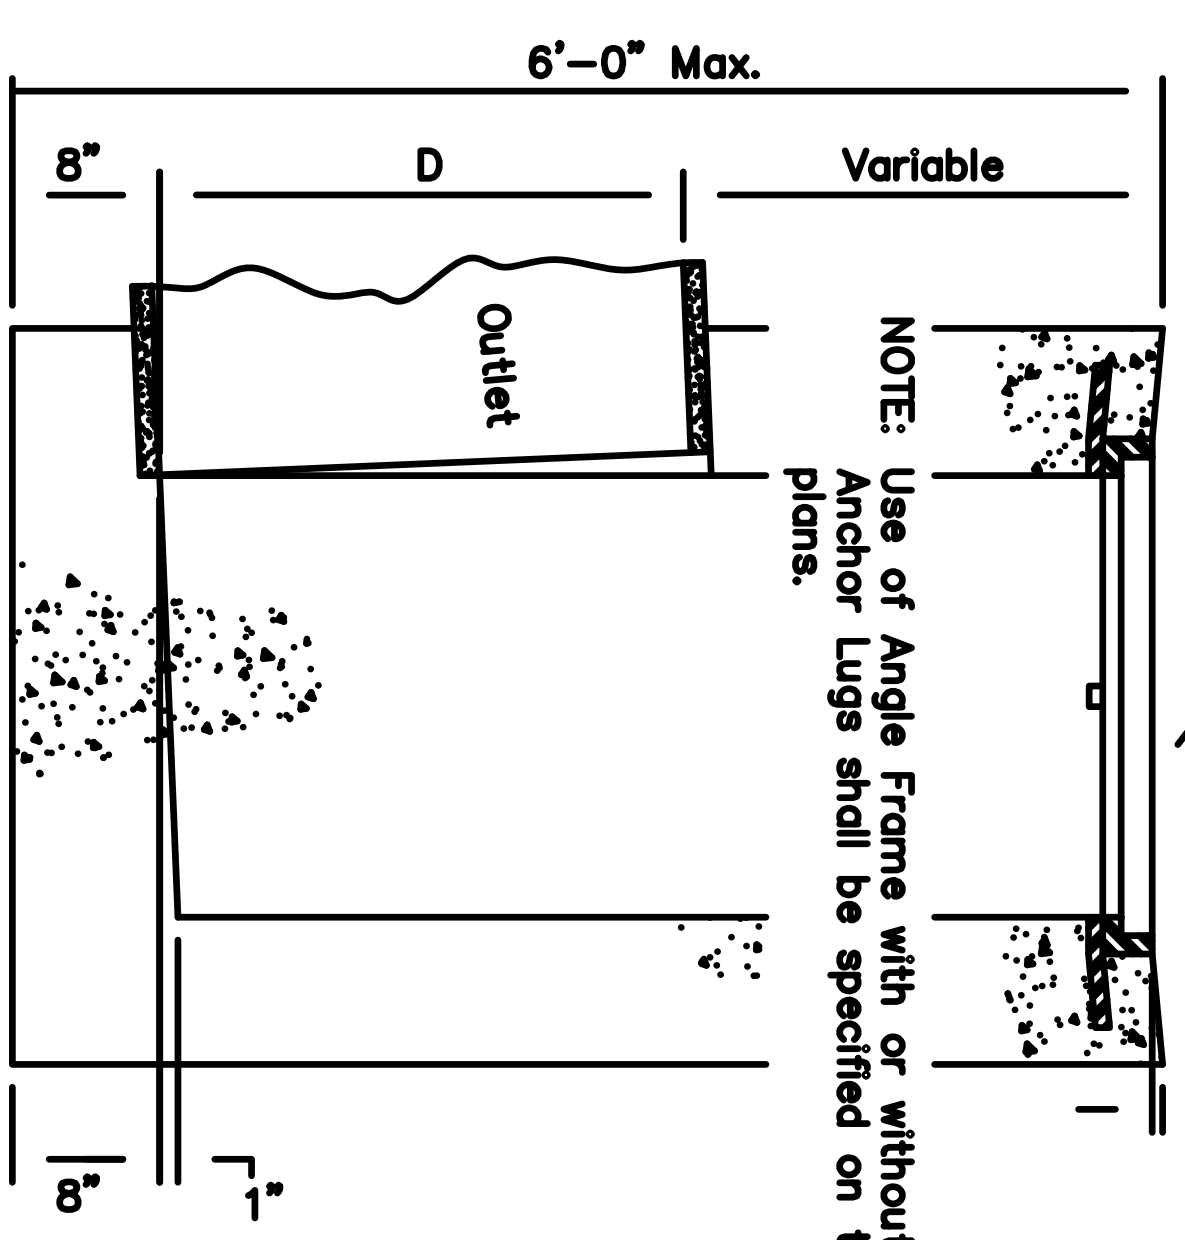 6'-0" Max.
8" D Variable
Outlet
NOTE: Use of Angle Frame with or without
Anchor Lugs shall be specified on
plans.
8" 1"